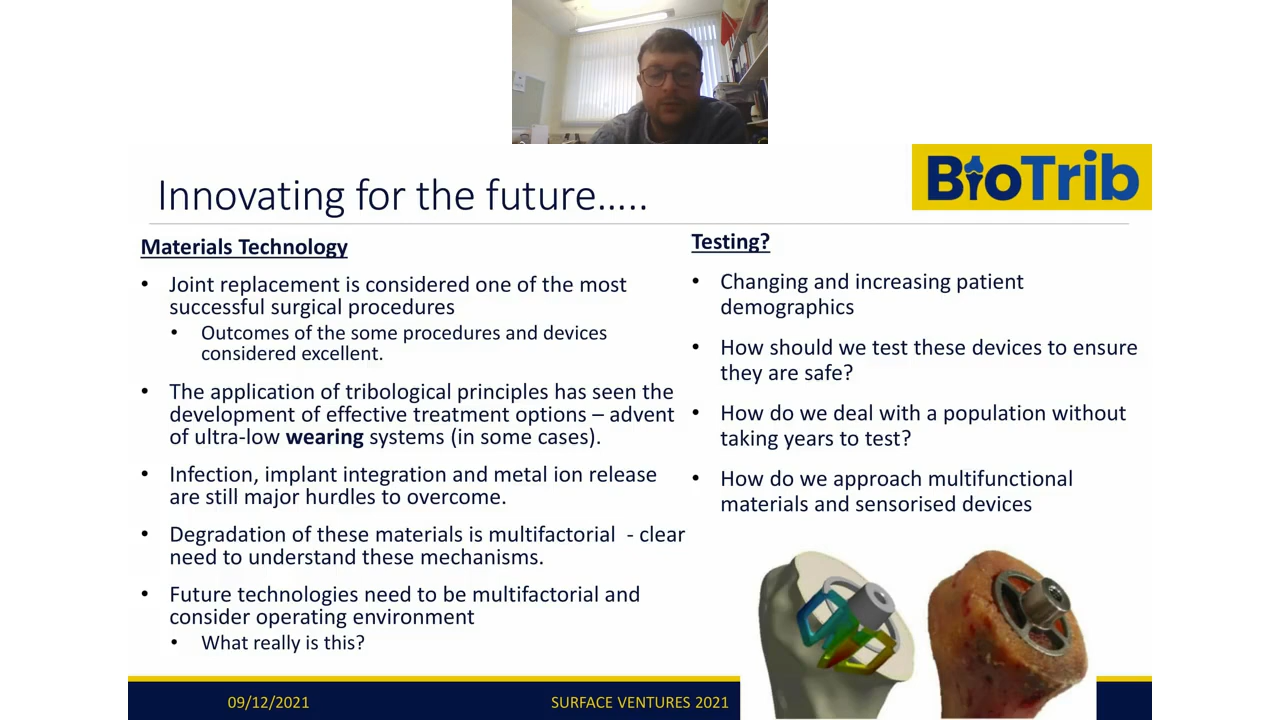 BioTrib
Innovating for the future…..
Materials Technology
• Joint replacement is considered one of the most
successful surgical procedures
• Outcomes of the some procedures and devices
considered excellent.
• The application of tribological principles has seen the
development of effective treatment options – advent
of ultra-low wearing systems (in some cases).
• Infection, implant integration and metal ion release
are still major hurdles to overcome.
• Degradation of these materials is multifactorial - clear
need to understand these mechanisms.
• Future technologies need to be multifactorial and
consider operating environment
• What really is this?
Testing?
• Changing and increasing patient
demographics
• How should we test these devices to ensure
they are safe?
• How do we deal with a population without
taking years to test?
• How do we approach multifunctional
materials and sensorised devices
09/12/2021
SURFACE VENTURES 2021